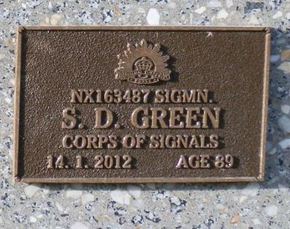 NX163487 SIGMN.
S. D. GREEN
CORPS OF SIGNALS
14. 1. 2012 AGE 89